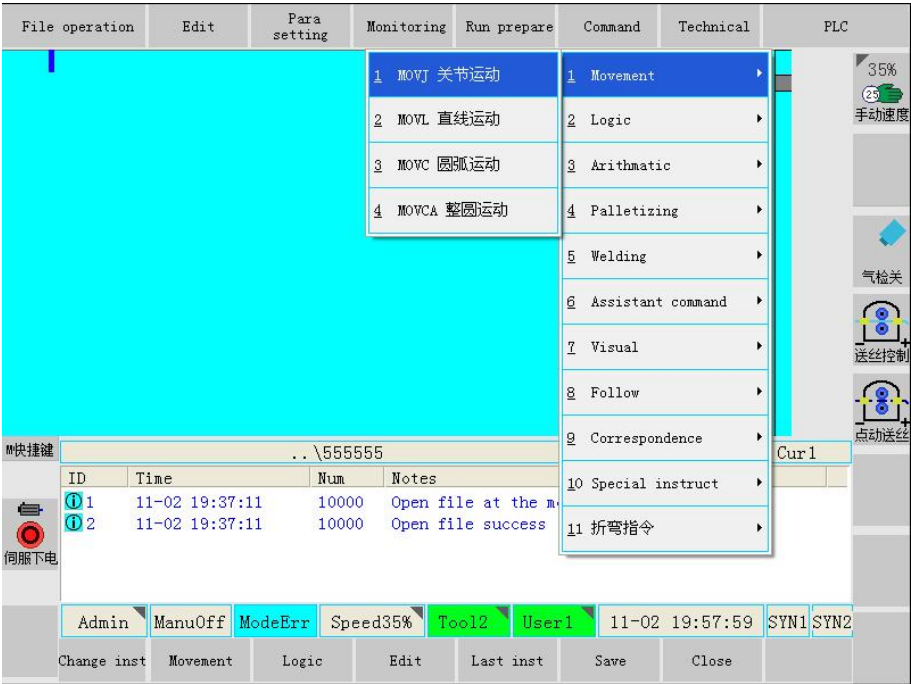 File operation
Edit
Para
setting
Monitoring
Run prepare
Command
Technical
PLC
1 MOVJ 关节运动
2 MOVL 直线运动
3 MOVC 圆弧运动
4 MOVCA 整圆运动
1 Movement
2 Logic
3 Arithmatic
4 Palletizing
5 Welding
6 Assistant command
7 Visual
8 Follow
9 Correspondence
10 Special instruct
11 折弯指令
35%
25
手动速度
气检关
送丝控制
点动送丝
M快捷键
..\555555
Cur1
ID Time Num Notes
1 11-02 19:37:11 10000 Open file at the m
2 11-02 19:37:11 10000 Open file success
伺服下电
Admin ManuOff ModeErr Speed35% Tool2 User1 11-02 19:57:59 SYN1 SYN2
Change inst Movement Logic Edit Last inst Save Close